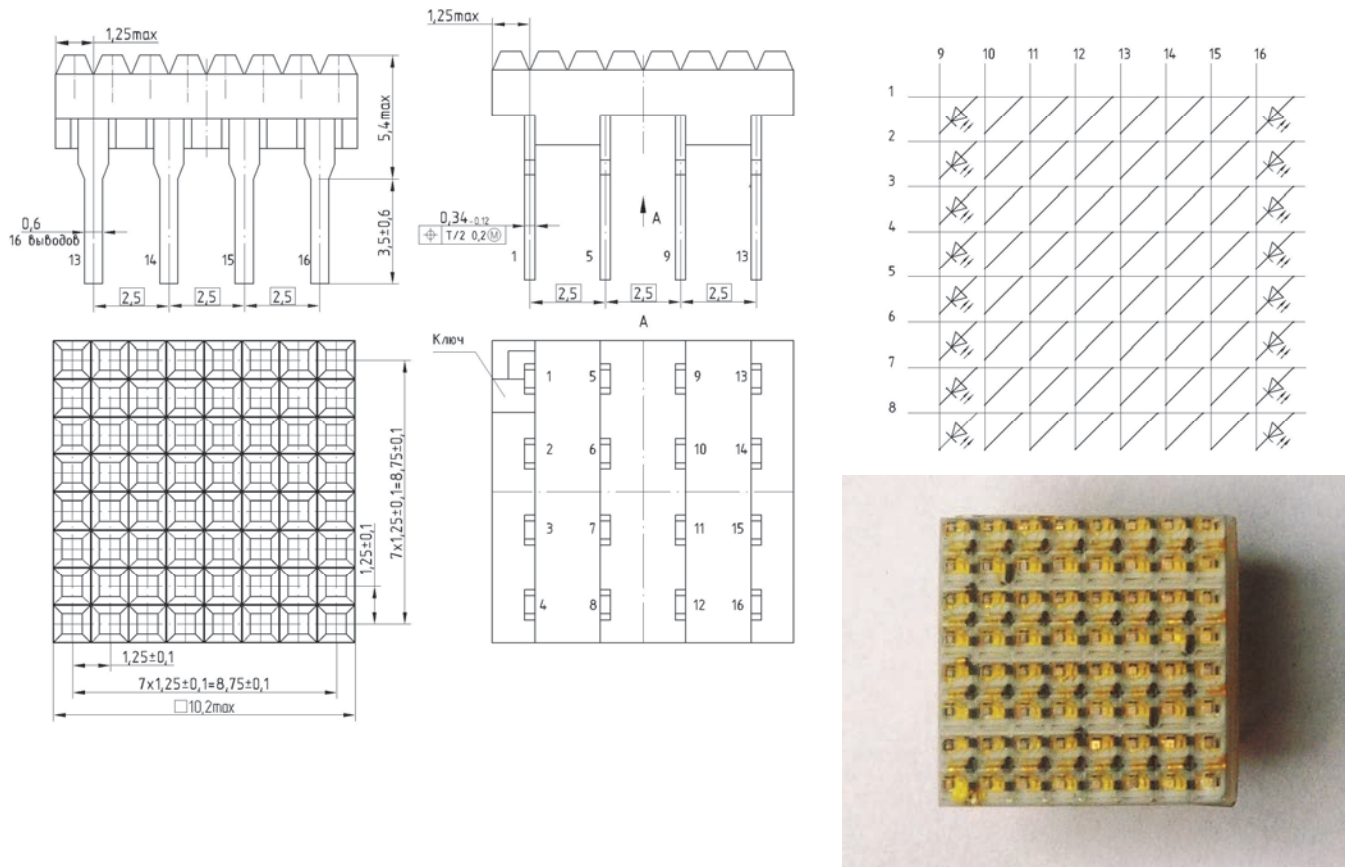 1,25max
5,4max
3,5±0,6
0,6
16 выводов
13 14 15 16
2,5 2,5 2,5
1,25max
0,34 -0,12
T/2 0,2 Ⓜ
A
1 5 9 13
2,5 2,5 2,5
9 10 11 12 13 14 15 16
1
2
3
4
5
6
7
8
7x1,25±0,1=8,75±0,1
1,25±0,1
1,25±0,1
7x1,25±0,1=8,75±0,1
□10,2max
A
Ключ
1 5 9 13
2 6 10 14
3 7 11 15
4 8 12 16